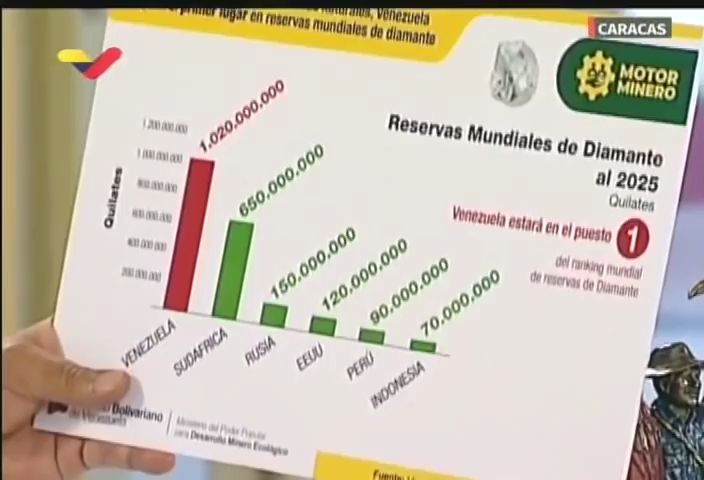 CARACAS
Venezuela
primer lugar en reservas mundiales de diamante
MOTOR
MINERO
Reservas Mundiales de Diamante
al 2025
Quilates
Venezuela estará en el puesto 1
del ranking mundial
de reservas de Diamante
Quilates
1.200.000.000
1.000.000.000
800.000.000
600.000.000
400.000.000
200.000.000
1.020.000.000
650.000.000
150.000.000
120.000.000
90.000.000
70.000.000
VENEZUELA
SUDAFRICA
RUSIA
EEUU
PERÚ
INDONESIA
Bolivariano
de Venezuela
Ministerio del Poder Popular
para Desarrollo Minero Ecológico
Fuente: